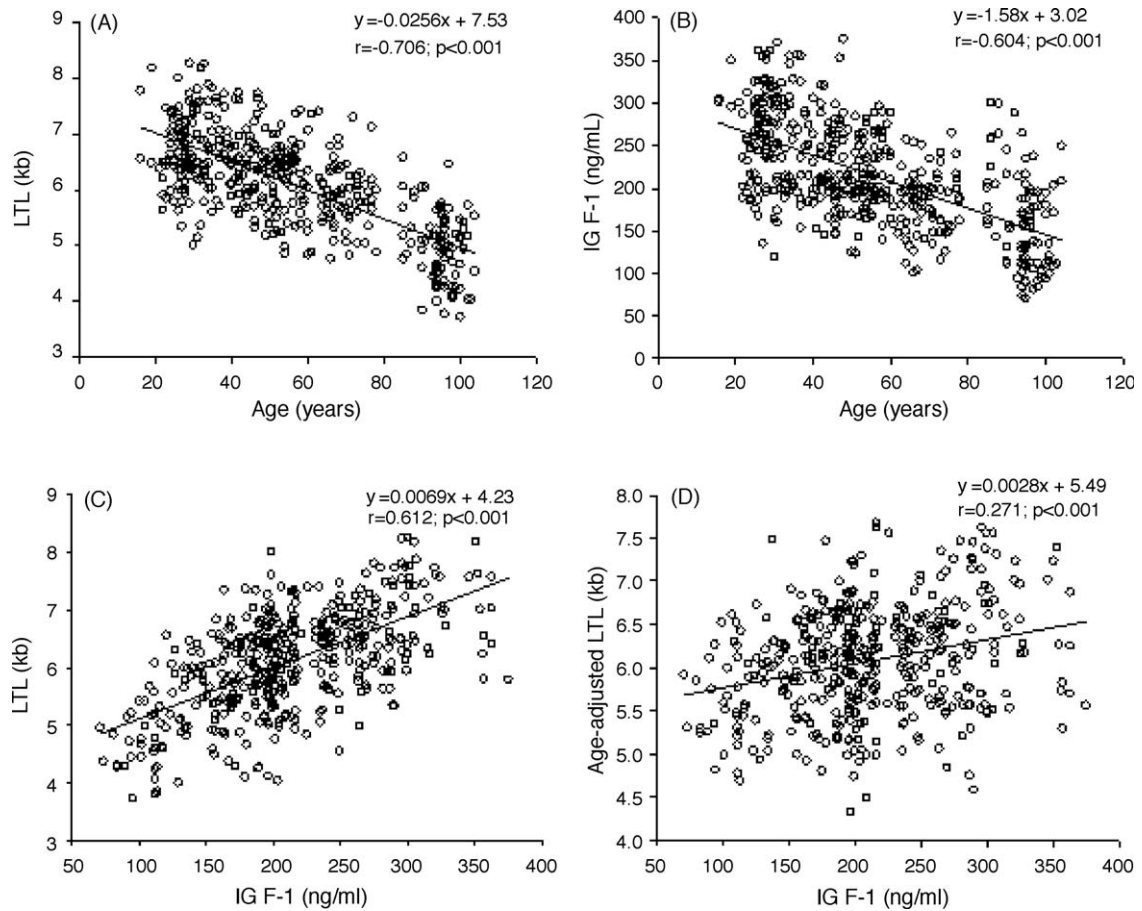 (A)
y=-0.0256x + 7.53
r=-0.706; p<0.001
LTL (kb)
9
8
7
6
5
4
3
0 20 40 60 80 100 120
Age (years)
(B)
y=-1.58x + 3.02
r=-0.604; p<0.001
IG F-1 (ng/mL)
400
350
300
250
200
150
100
50
0
0 20 40 60 80 100 120
Age (years)
(C)
y=0.0069x + 4.23
r=0.612; p<0.001
LTL (kb)
9
8
7
6
5
4
3
50 100 150 200 250 300 350 400
IG F-1 (ng/ml)
(D)
y=0.0028x + 5.49
r=0.271; p<0.001
Age-adjusted LTL (kb)
8.0
7.5
7.0
6.5
6.0
5.5
5.0
4.5
4.0
50 100 150 200 250 300 350 400
IG F-1 (ng/ml)